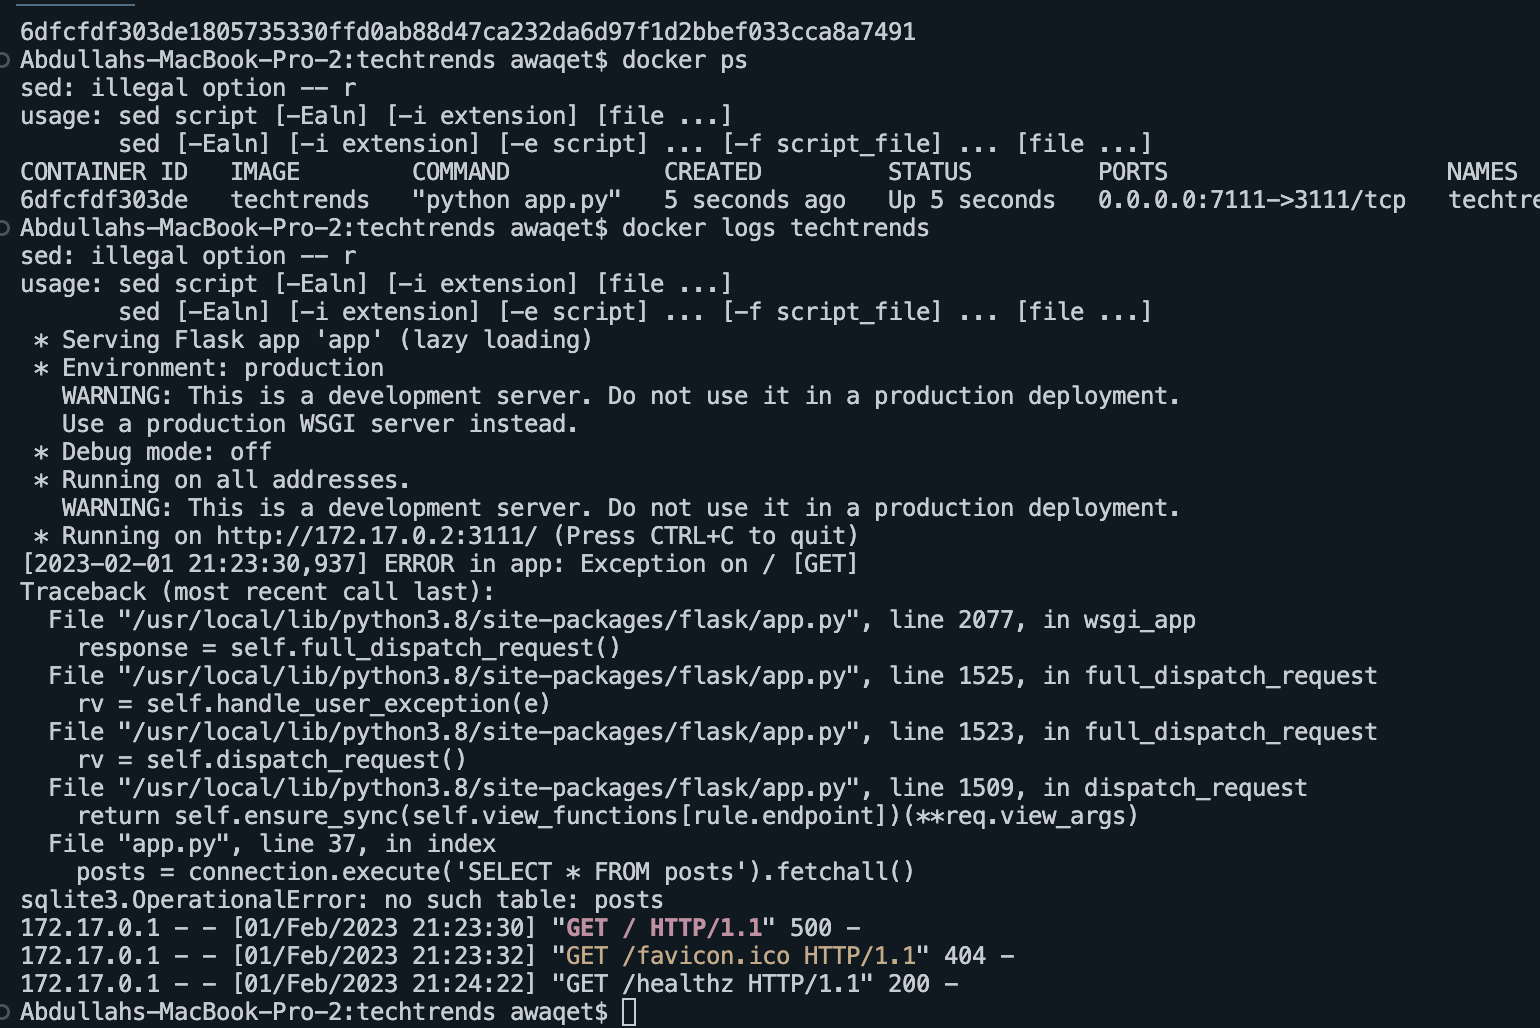 6dfcfdf303de1805735330ffd0ab88d47ca232da6d97f1d2bbef033cca8a7491
Abdullahs-MacBook-Pro-2:techtrends awaqet$ docker ps
sed: illegal option -- r
usage: sed script [-Ealn] [-i extension] [file ...]
       sed [-Ealn] [-i extension] [-e script] ... [-f script_file] ... [file ...]
CONTAINER ID   IMAGE        COMMAND           CREATED         STATUS         PORTS                    NAMES
6dfcfdf303de   techtrends   "python app.py"   5 seconds ago   Up 5 seconds   0.0.0.0:7111->3111/tcp   techtre
Abdullahs-MacBook-Pro-2:techtrends awaqet$ docker logs techtrends
sed: illegal option -- r
usage: sed script [-Ealn] [-i extension] [file ...]
       sed [-Ealn] [-i extension] [-e script] ... [-f script_file] ... [file ...]
 * Serving Flask app 'app' (lazy loading)
 * Environment: production
   WARNING: This is a development server. Do not use it in a production deployment.
   Use a production WSGI server instead.
 * Debug mode: off
 * Running on all addresses.
   WARNING: This is a development server. Do not use it in a production deployment.
 * Running on http://172.17.0.2:3111/ (Press CTRL+C to quit)
[2023-02-01 21:23:30,937] ERROR in app: Exception on / [GET]
Traceback (most recent call last):
  File "/usr/local/lib/python3.8/site-packages/flask/app.py", line 2077, in wsgi_app
    response = self.full_dispatch_request()
  File "/usr/local/lib/python3.8/site-packages/flask/app.py", line 1525, in full_dispatch_request
    rv = self.handle_user_exception(e)
  File "/usr/local/lib/python3.8/site-packages/flask/app.py", line 1523, in full_dispatch_request
    rv = self.dispatch_request()
  File "/usr/local/lib/python3.8/site-packages/flask/app.py", line 1509, in dispatch_request
    return self.ensure_sync(self.view_functions[rule.endpoint])(**req.view_args)
  File "app.py", line 37, in index
    posts = connection.execute('SELECT * FROM posts').fetchall()
sqlite3.OperationalError: no such table: posts
172.17.0.1 - - [01/Feb/2023 21:23:30] "GET / HTTP/1.1" 500 -
172.17.0.1 - - [01/Feb/2023 21:23:32] "GET /favicon.ico HTTP/1.1" 404 -
172.17.0.1 - - [01/Feb/2023 21:24:22] "GET /healthz HTTP/1.1" 200 -
Abdullahs-MacBook-Pro-2:techtrends awaqet$